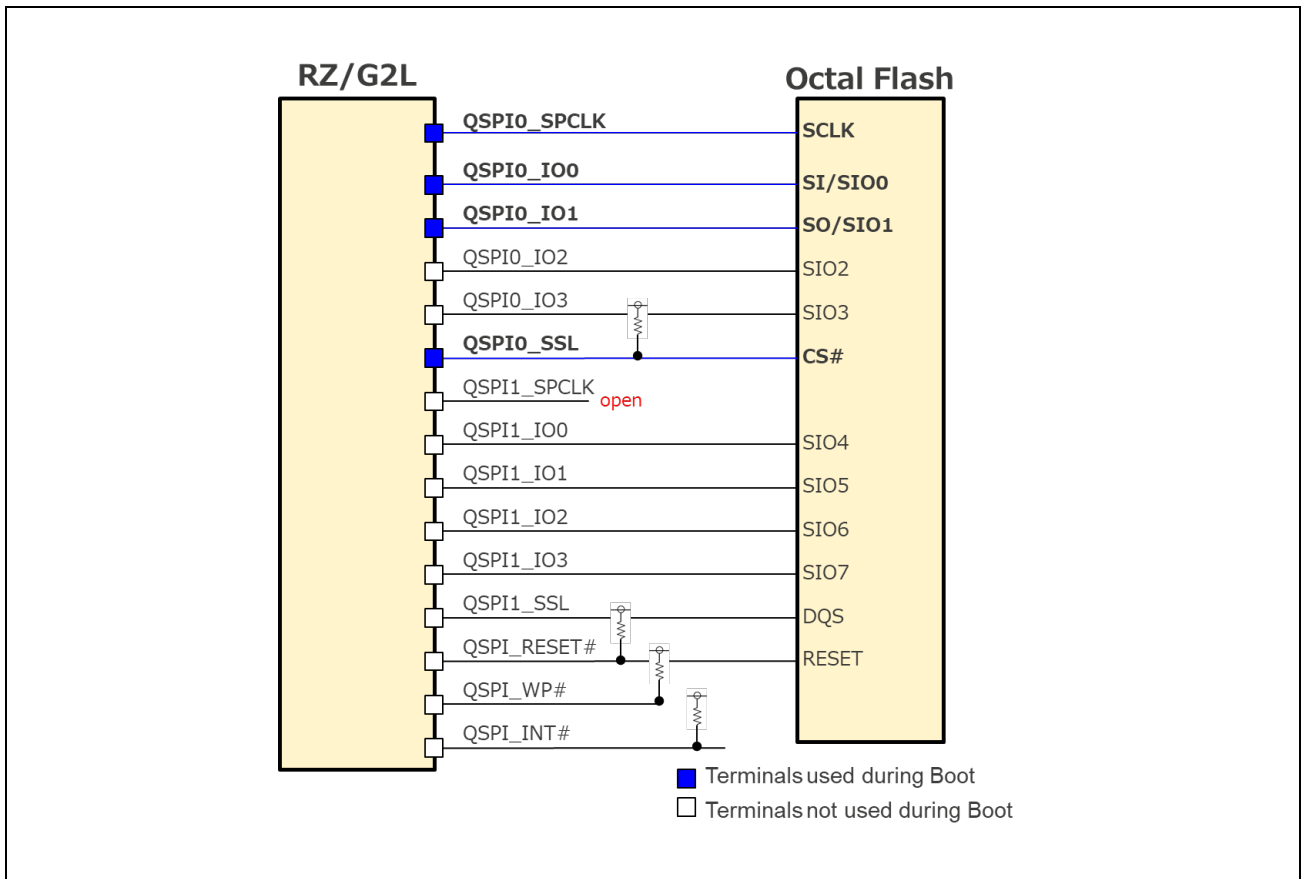 RZ/G2L
Octal Flash
QSPI0_SPCLK
SCLK
QSPI0_IO0
SI/SIO0
QSPI0_IO1
SO/SIO1
QSPI0_IO2
SIO2
QSPI0_IO3
SIO3
QSPI0_SSL
CS#
QSPI1_SPCLK
open
QSPI1_IO0
SIO4
QSPI1_IO1
SIO5
QSPI1_IO2
SIO6
QSPI1_IO3
SIO7
QSPI1_SSL
DQS
QSPI_RESET#
RESET
QSPI_WP#
QSPI_INT#
Terminals used during Boot
Terminals not used during Boot